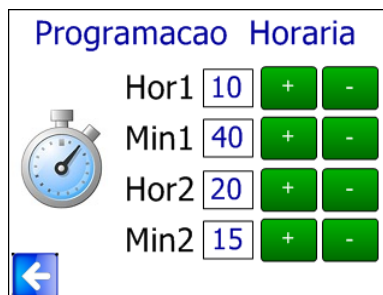 Programacao Horaria
Hor1 10 + -
Min1 40 + -
Hor2 20 + -
Min2 15 + -